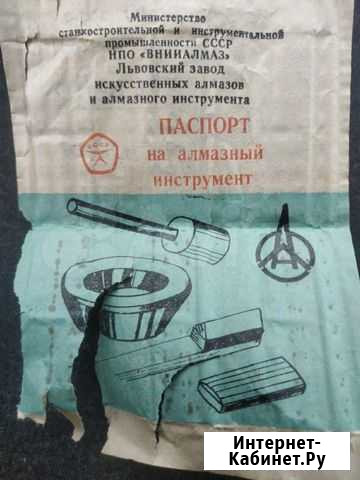 Министерство
станкостроительной и инструментальной
промышленности СССР
НПО «ВНИИАЛМАЗ»
Львовский завод
искусственных алмазов
и алмазного инструмента
ПАСПОРТ
на алмазный
инструмент
Интернет-
Кабинет.Ру